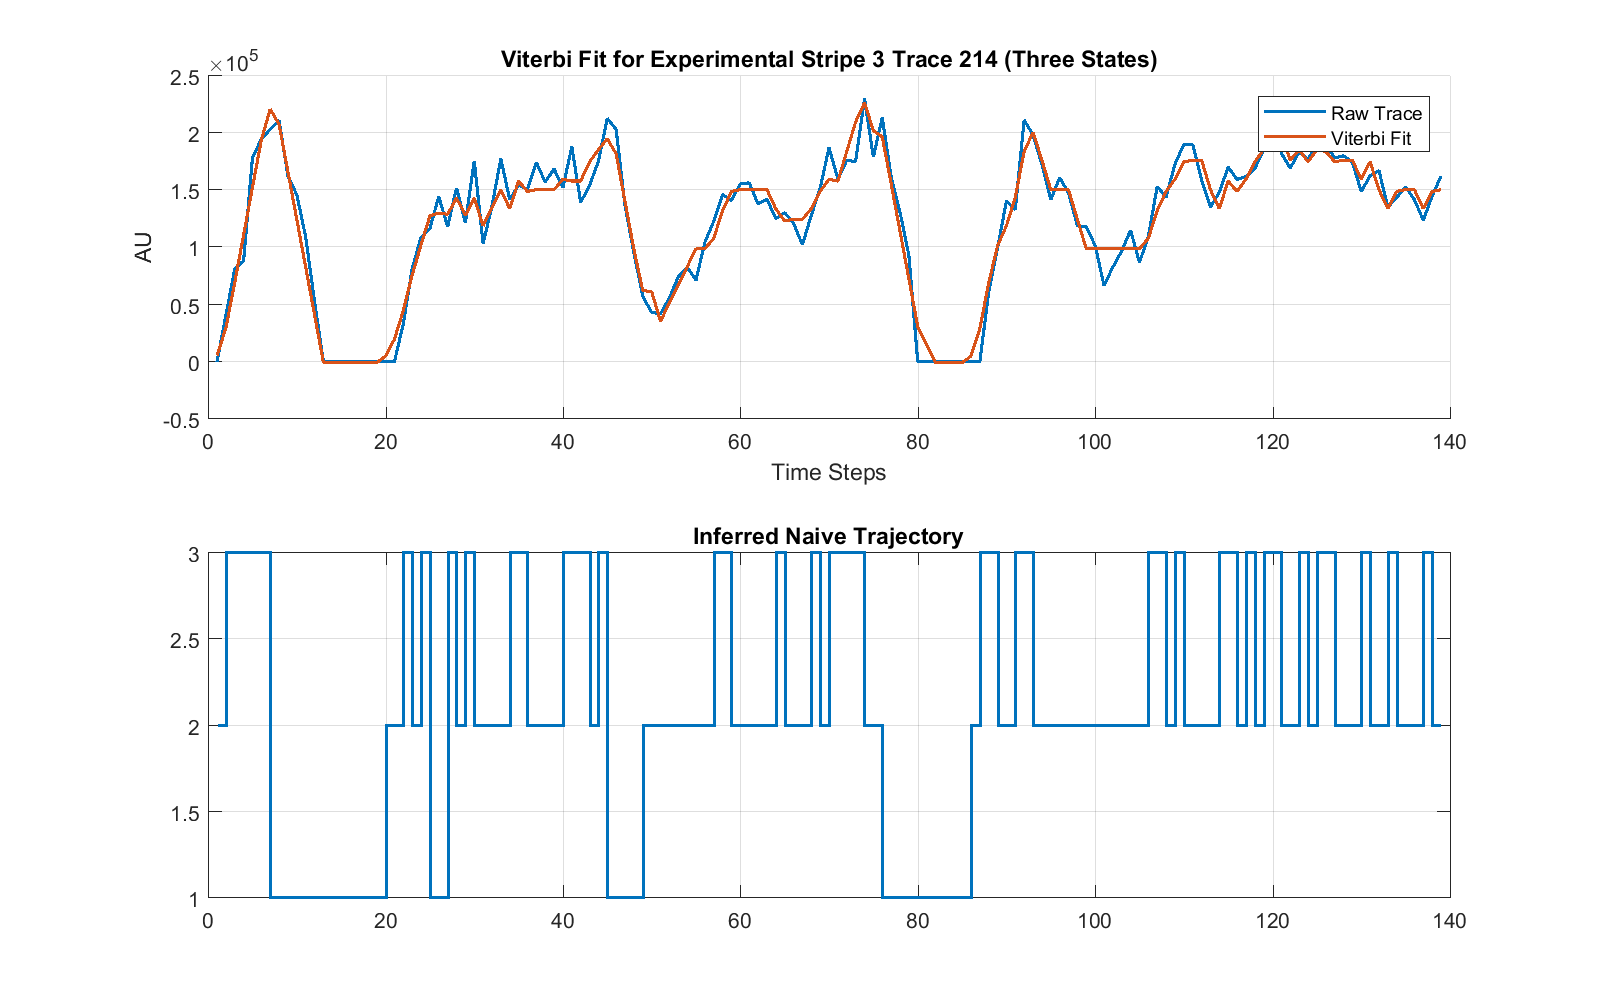 Viterbi Fit for Experimental Stripe 3 Trace 214 (Three States)
×10⁵
2.5
2
1.5
1
0.5
0
-0.5
AU
Raw Trace
Viterbi Fit
0 20 40 60 80 100 120 140
Time Steps
Inferred Naive Trajectory
3
2.5
2
1.5
1
0 20 40 60 80 100 120 140